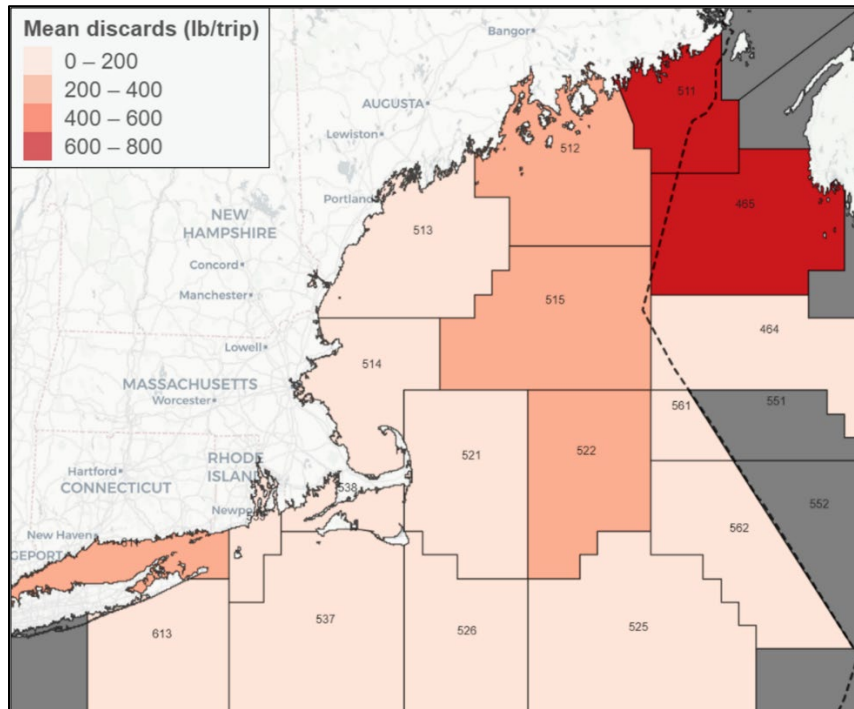 Mean discards (lb/trip)
0 – 200
200 – 400
400 – 600
600 – 800
Bangor
511
AUGUSTA
Lewiston
512
Portland
465
NEW
HAMPSHIRE
513
Concord
Manchester
515
464
Lowell
514
MASSACHUSETTS
Worcester
561
551
521
522
RHODE
ISLAND
Hartford
CONNECTICUT
538
552
New Haven
562
GEPORT
613
537
526
525